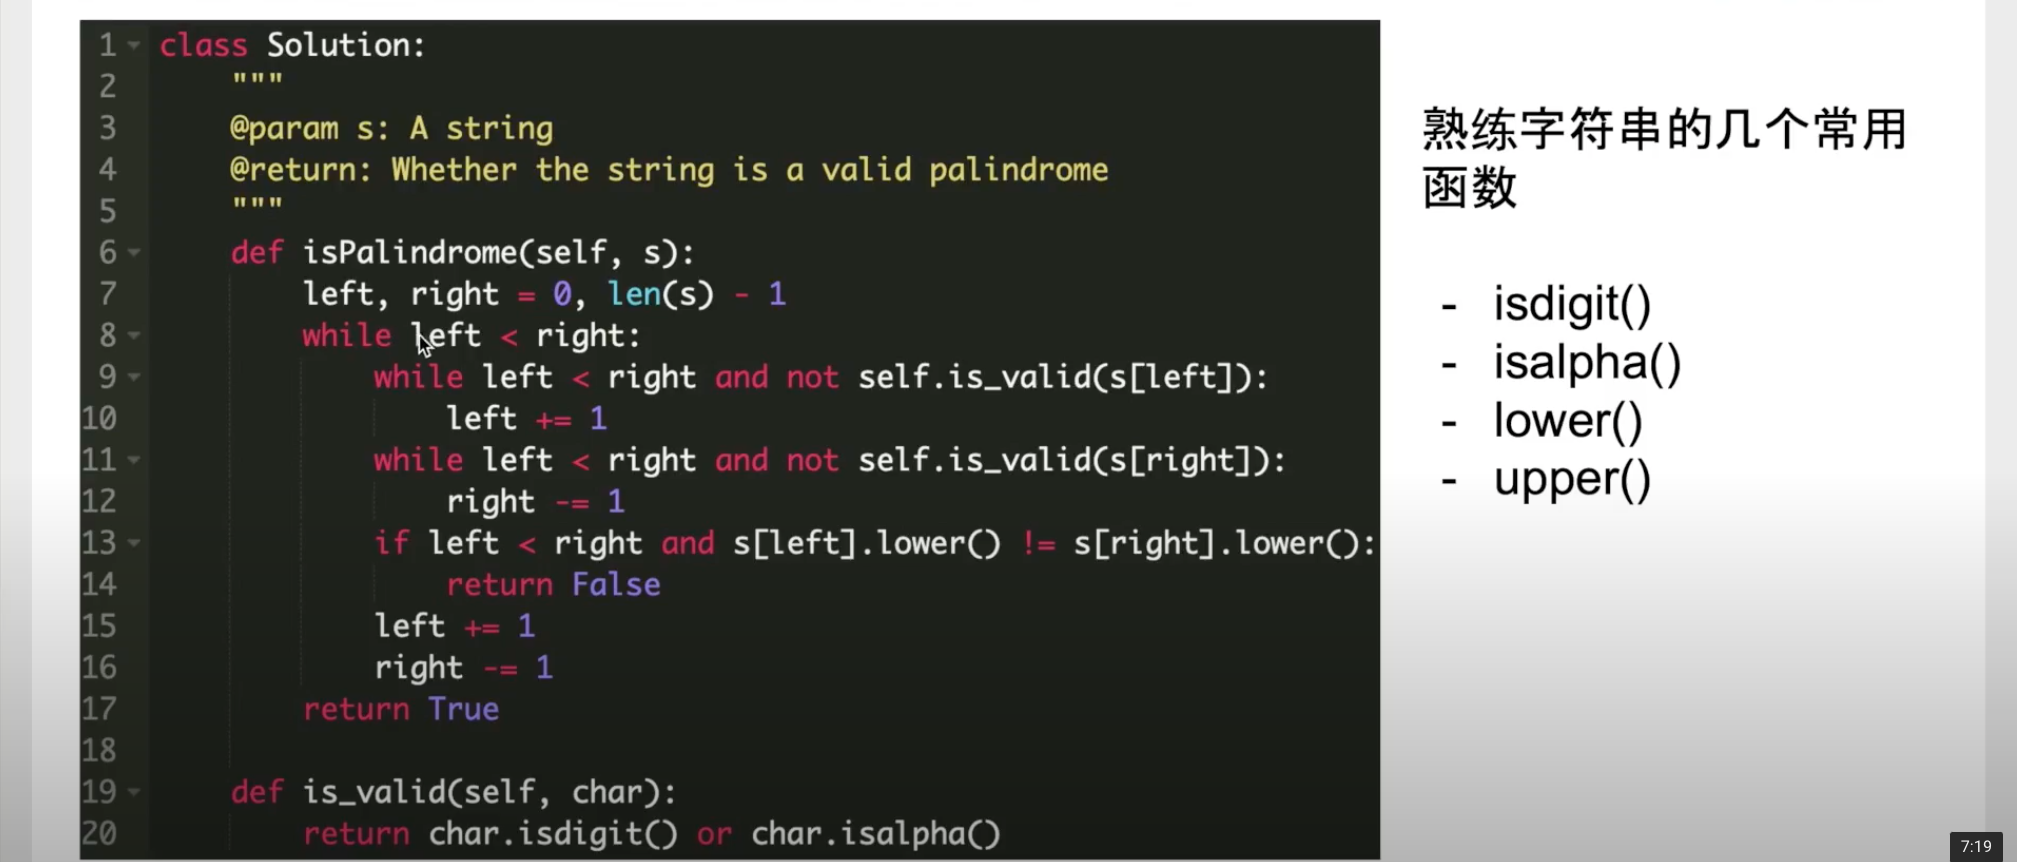 1 class Solution:
2 """
3 @param s: A string
4 @return: Whether the string is a valid palindrome
5 """
6 def isPalindrome(self, s):
7 left, right = 0, len(s) - 1
8 while left < right:
9 while left < right and not self.is_valid(s[left]):
10 left += 1
11 while left < right and not self.is_valid(s[right]):
12 right -= 1
13 if left < right and s[left].lower() != s[right].lower():
14 return False
15 left += 1
16 right -= 1
17 return True
18
19 def is_valid(self, char):
20 return char.isdigit() or char.isalpha()
熟练字符串的几个常用
函数
- isdigit()
- isalpha()
- lower()
- upper()
7:19